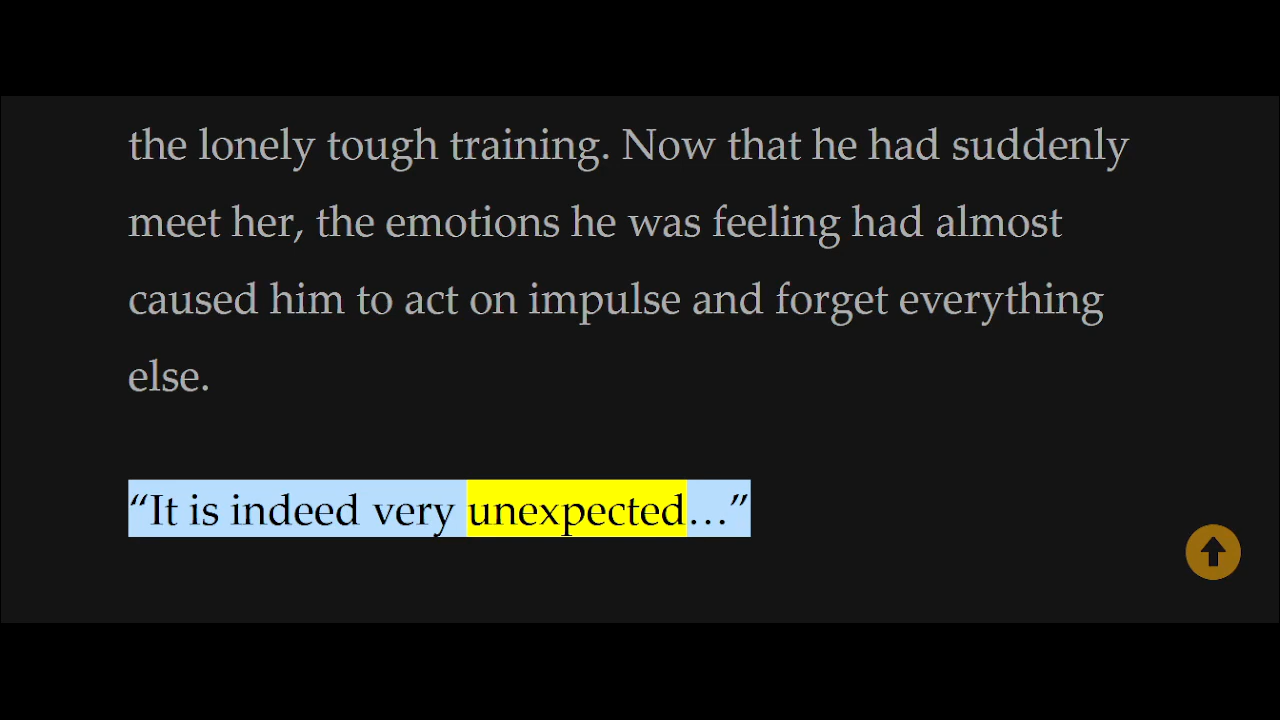 the lonely tough training. Now that he had suddenly
meet her, the emotions he was feeling had almost
caused him to act on impulse and forget everything
else.
“It is indeed very unexpected…”